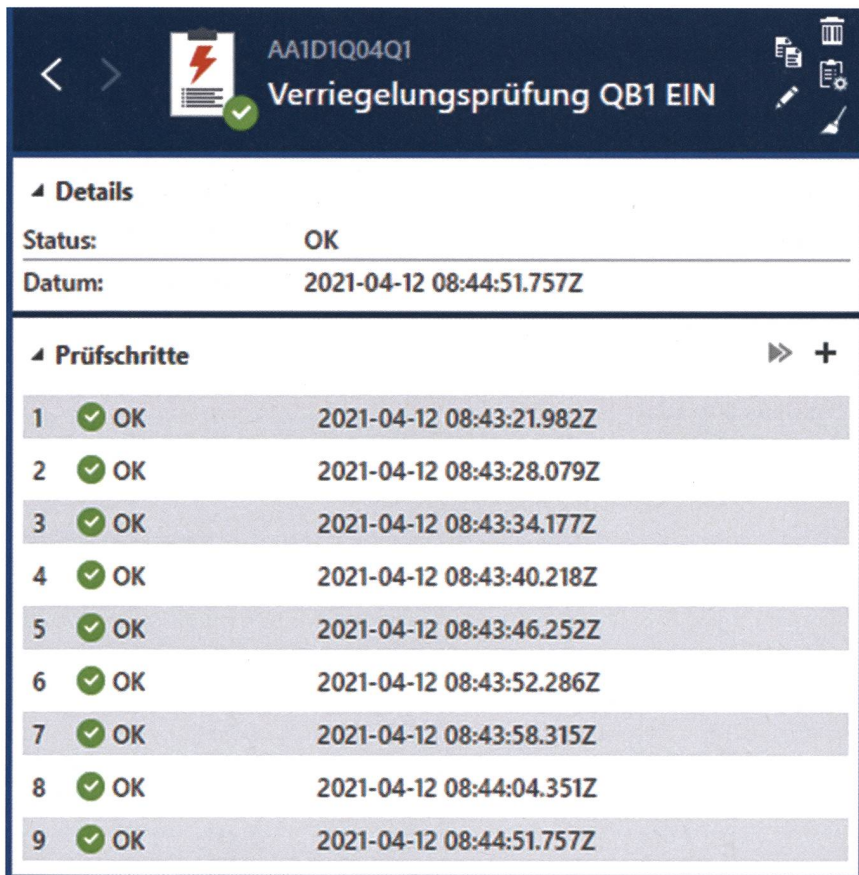 AA1D1Q04Q1
Verriegelungsprüfung QB1 EIN
Details
Status: OK
Datum: 2021-04-12 08:44:51.757Z
Prüfschritte
1 OK 2021-04-12 08:43:21.982Z
2 OK 2021-04-12 08:43:28.079Z
3 OK 2021-04-12 08:43:34.177Z
4 OK 2021-04-12 08:43:40.218Z
5 OK 2021-04-12 08:43:46.252Z
6 OK 2021-04-12 08:43:52.286Z
7 OK 2021-04-12 08:43:58.315Z
8 OK 2021-04-12 08:44:04.351Z
9 OK 2021-04-12 08:44:51.757Z